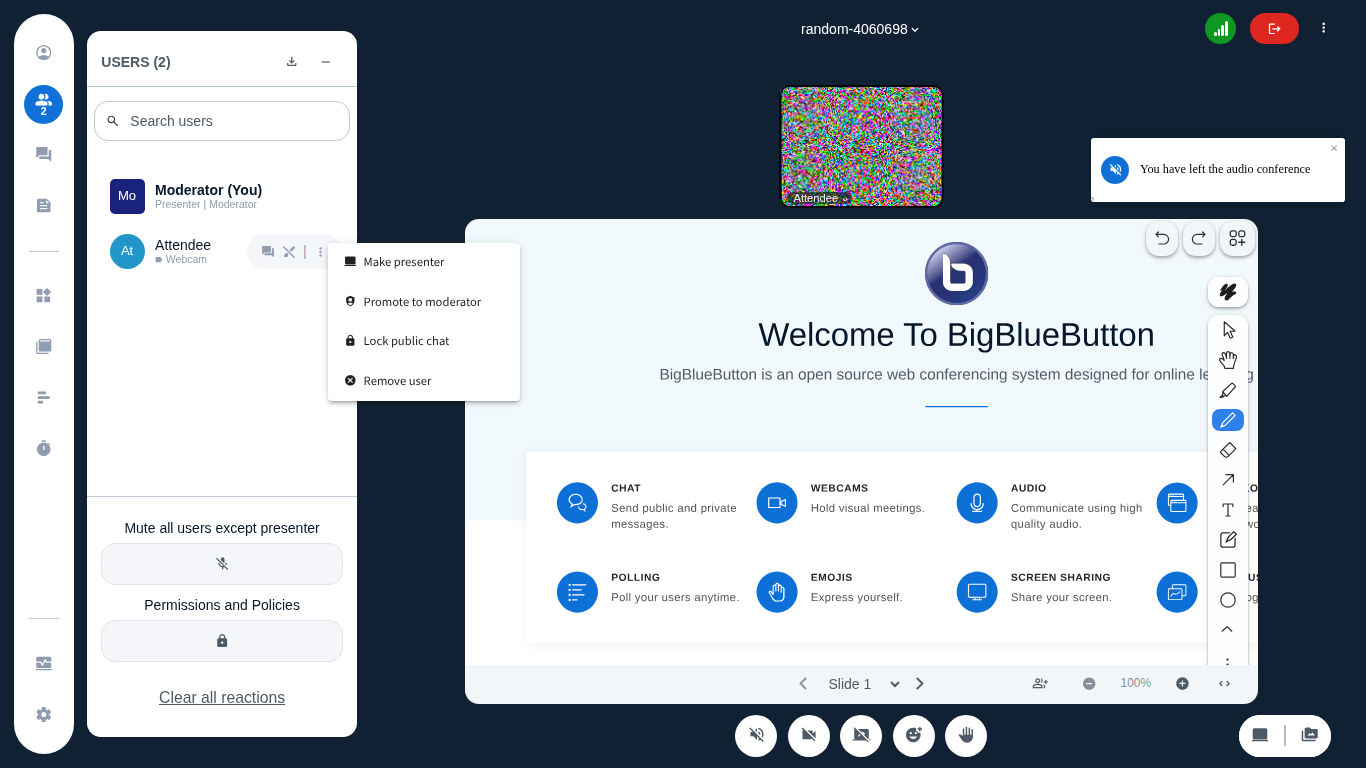 random-4060698
USERS (2)
2
Search users
Mo
Moderator (You)
Presenter | Moderator
At
Attendee
Webcam
Make presenter
Promote to moderator
Lock public chat
Remove user
Mute all users except presenter
Permissions and Policies
Clear all reactions
Attendee
You have left the audio conference
Welcome To BigBlueButton
BigBlueButton is an open source web conferencing system designed for online
CHAT
Send public and private
messages.
WEBCAMS
Hold visual meetings.
AUDIO
Communicate using high
quality audio.
POLLING
Poll your users anytime.
EMOJIS
Express yourself.
SCREEN SHARING
Share your screen.
Slide 1
100%